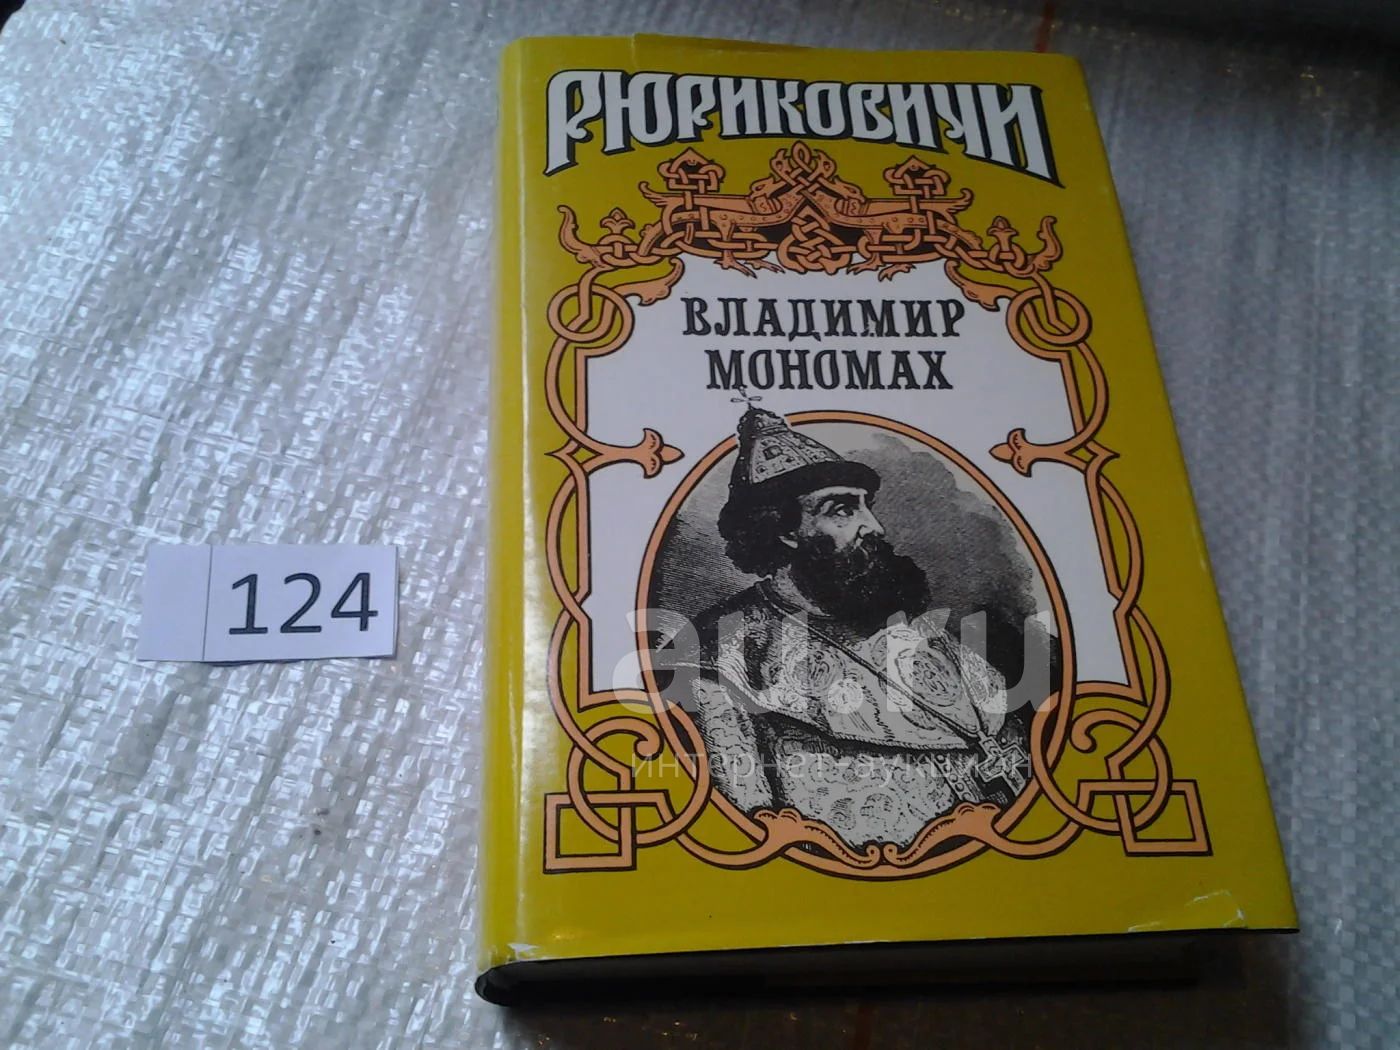 РЮРИКОВИЧИ
ВЛАДИМИР
МОНОМАХ
124
au.ru
интернет-аукцион